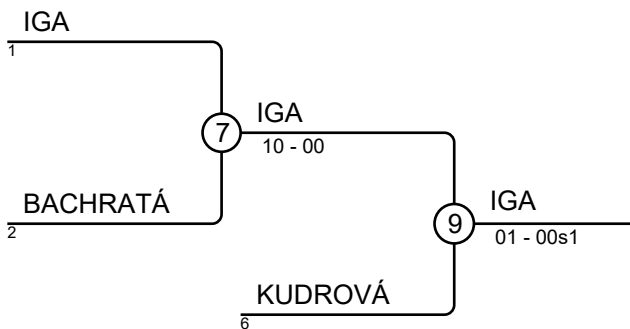 IGA
1
7
IGA
10 - 00
BACHRATÁ
2
9
IGA
01 - 00s1
KUDROVÁ
6